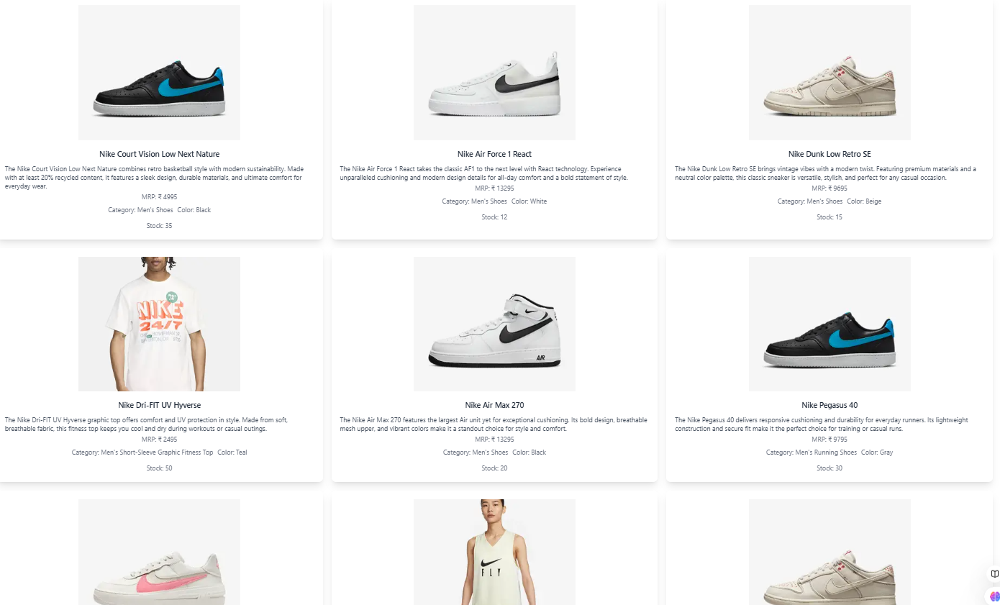 Nike Court Vision Low Next Nature
The Nike Court Vision Low Next Nature combines retro basketball style with modern sustainability. Made
with at least 20% recycled content, it features a sleek design, durable materials, and ultimate comfort for
everyday wear.
MRP: ₹ 4995
Category: Men's Shoes Color: Black
Stock: 35
Nike Air Force 1 React
The Nike Air Force 1 React takes the classic AF1 to the next level with React technology. Experience
unparalleled cushioning and modern design details for all-day comfort and a bold statement of style.
MRP: ₹ 13295
Category: Men's Shoes Color: White
Stock: 12
Nike Dunk Low Retro SE
The Nike Dunk Low Retro SE brings vintage vibes with a modern twist. Featuring premium materials and a
neutral color palette, this classic sneaker is versatile, stylish, and perfect for any casual occasion.
MRP: ₹ 9695
Category: Men's Shoes Color: Beige
Stock: 15
72°
NIKE
24/7
Nike Dri-FIT UV Hyverse
The Nike Dri-FIT UV Hyverse graphic top offers comfort and UV protection in style. Made from soft,
breathable fabric, this fitness top keeps you cool and dry during workouts or casual outings.
MRP: ₹ 2495
Category: Men's Short-Sleeve Graphic Fitness Top Color: Teal
Stock: 50
AIR
Nike Air Max 270
The Nike Air Max 270 features the largest Air unit yet for exceptional cushioning. Its bold design, breathable
mesh upper, and vibrant colors make it a standout choice for style and comfort.
MRP: ₹ 13295
Category: Men's Shoes Color: Black
Stock: 20
Nike Pegasus 40
The Nike Pegasus 40 delivers responsive cushioning and durability for everyday runners. Its lightweight
construction and secure fit make it the perfect choice for training or casual runs.
MRP: ₹ 9795
Category: Men's Running Shoes Color: Gray
Stock: 30
FLY